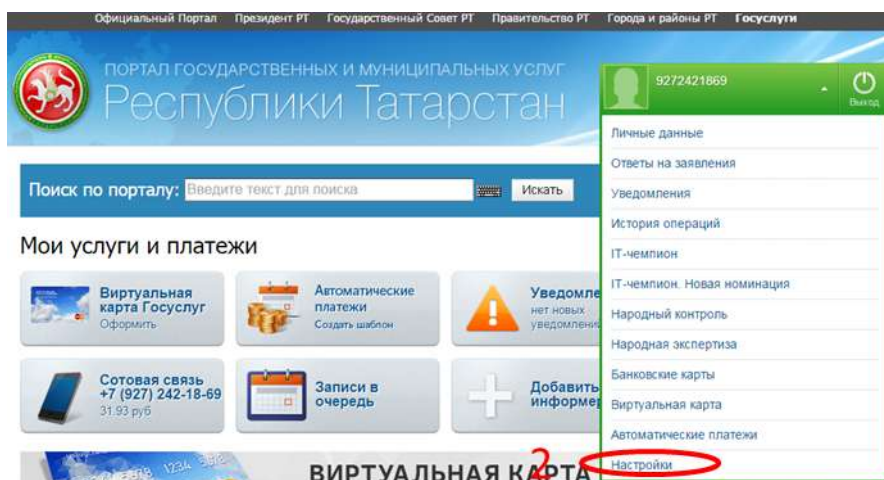 Официальный Портал Президент РТ Государственный Совет РТ Правительство РТ Города и районы РТ Госуслуги
ПОРТАЛ ГОСУДАРСТВЕННЫХ И МУНИЦИПАЛЬНЫХ УСЛУГ
Республики Татарстан
9272421869
Выход
Личные данные
Ответы на заявления
Уведомления
История операций
IT-чемпион
IT-чемпион. Новая номинация
Народный контроль
Народная экспертиза
Банковские карты
Виртуальная карта
Автоматические платежи
Настройки
2
Поиск по порталу: Введите текст для поиска Искать
Мои услуги и платежи
Виртуальная
карта Госуслуг
Оформить
Автоматические
платежи
Создать шаблон
Уведомле
нет новых
уведомлени
Сотовая связь
+7 (927) 242-18-69
31.93 руб
Записи в
очередь
Добавить
информе
ВИРТУАЛЬНАЯ КАРТА